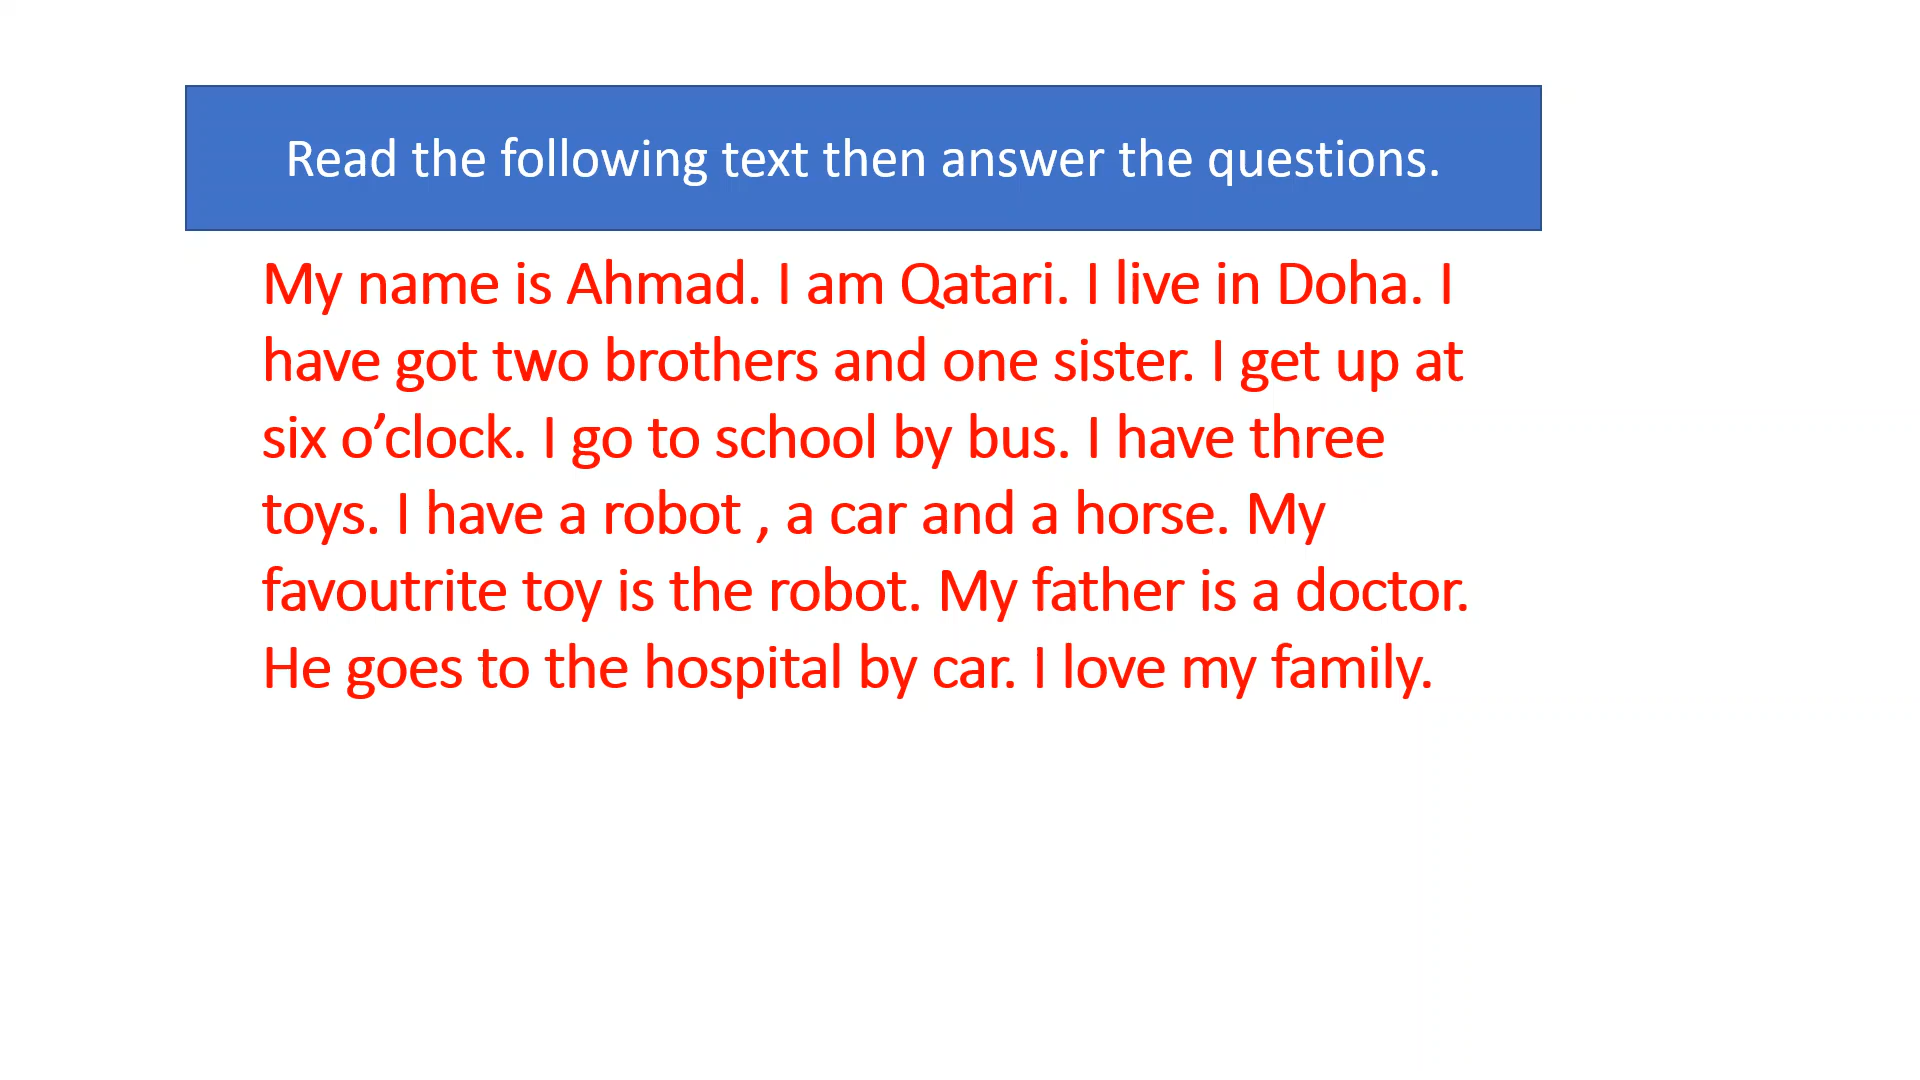 Read the following text then answer the questions.
My name is Ahmad. I am Qatari. I live in Doha. I
have got two brothers and one sister. I get up at
six o’clock. I go to school by bus. I have three
toys. I have a robot , a car and a horse. My
favoutrite toy is the robot. My father is a doctor.
He goes to the hospital by car. I love my family.